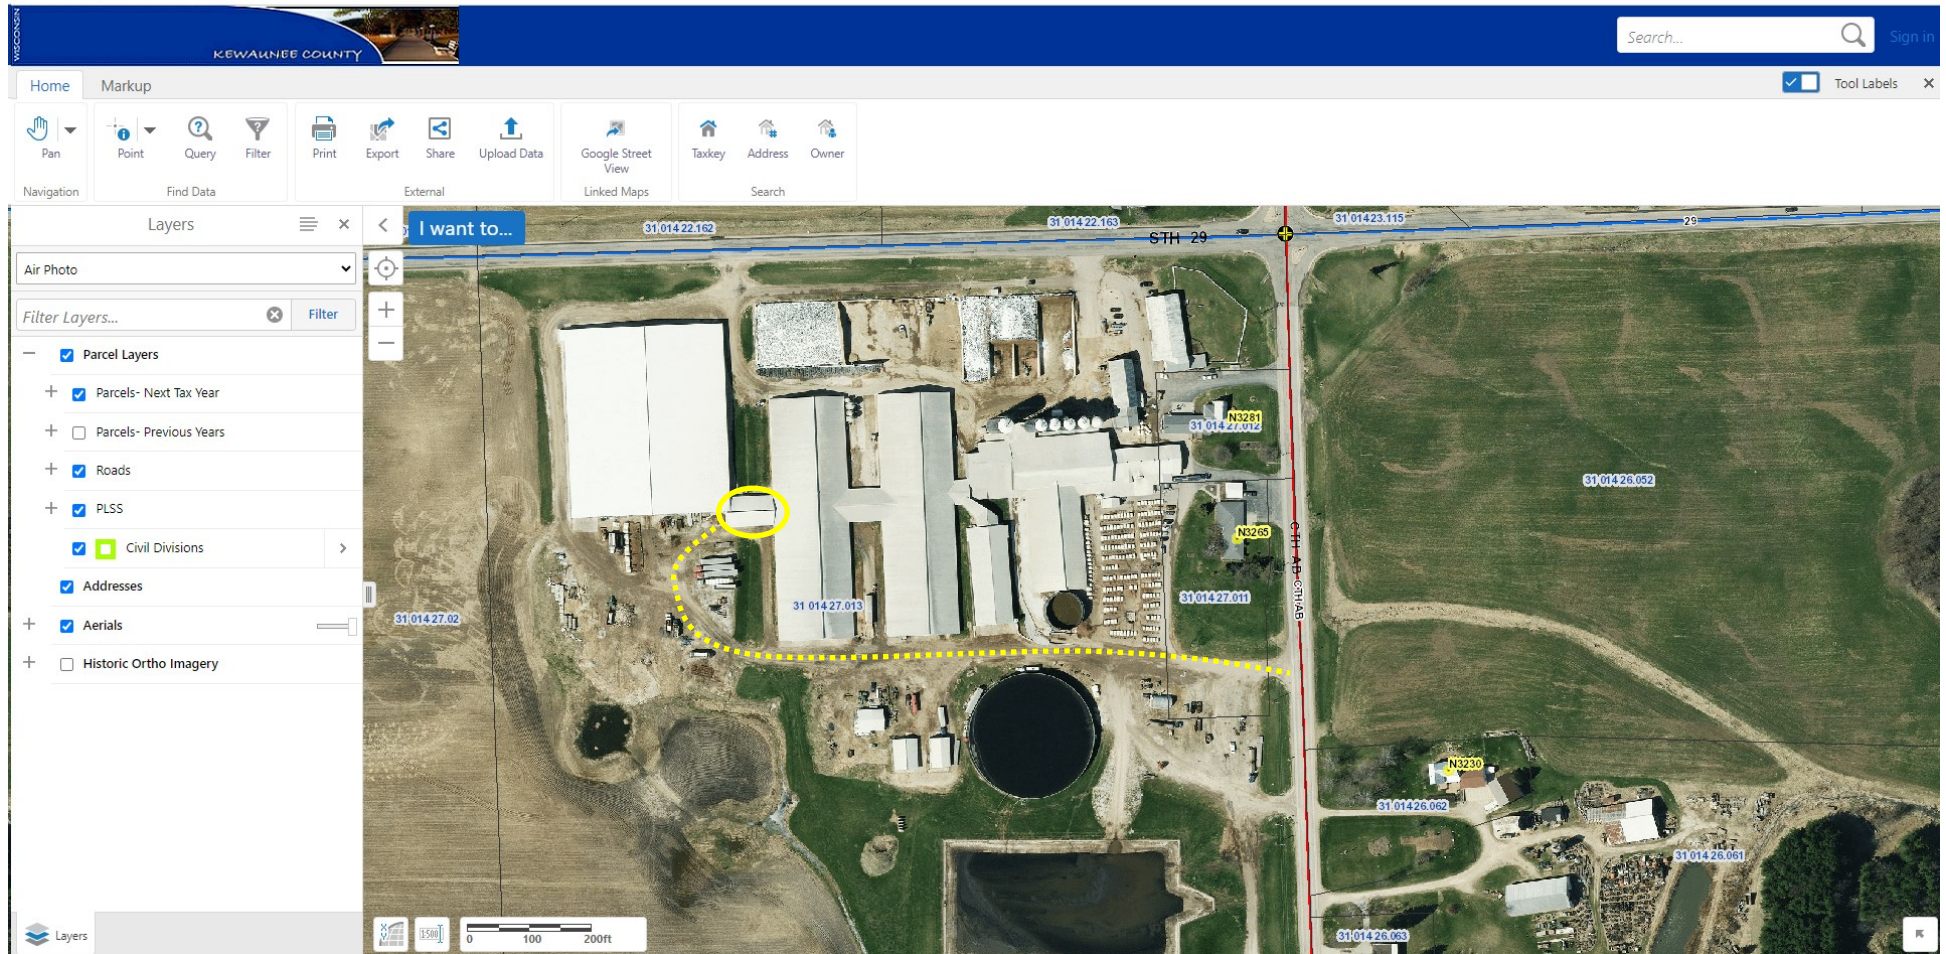 WISCONSIN
KEWAUNEE COUNTY
Search...
Sign in
Home
Markup
Tool Labels
Pan
Point
Query
Filter
Print
Export
Share
Upload Data
Google Street
View
Taxkey
Address
Owner
Navigation
Find Data
External
Linked Maps
Search
Layers
Air Photo
Filter Layers...
Filter
Parcel Layers
Parcels- Next Tax Year
Parcels- Previous Years
Roads
PLSS
Civil Divisions
Addresses
Aerials
Historic Ortho Imagery
Layers
I want to...
31 014 22.162
31 014 22.163
31 014 23.115
STH 29
29
N3281
31 014 27.012
31 014 26.052
N3265
CTH AB
CTH AB
31 014 27.013
31 014 27.011
31 014 27.02
N3230
31 014 26.062
31 014 26.061
31 014 26.063
1:500
0 100 200ft